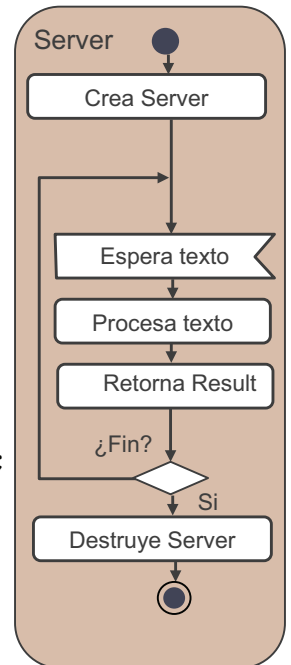 Server
Crea Server
Espera texto
Procesa texto
Retorna Result
¿Fin?
Si
Destruye Server
: